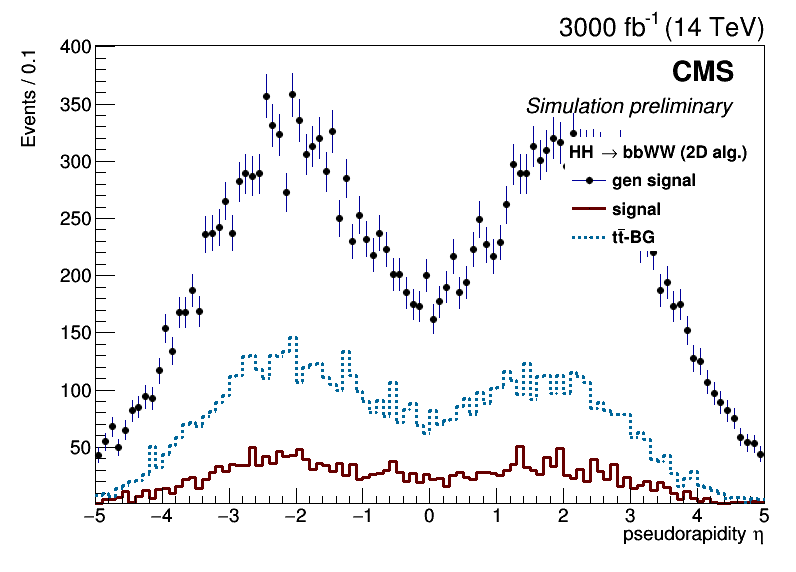 3000 fb-1 (14 TeV)
CMS
Simulation preliminary
HH → bbWW (2D alg.)
gen signal
signal
tt̄-BG
Events / 0.1
400
350
300
250
200
150
100
50
−5 −4 −3 −2 −1 0 1 2 3 4 5
pseudorapidity η